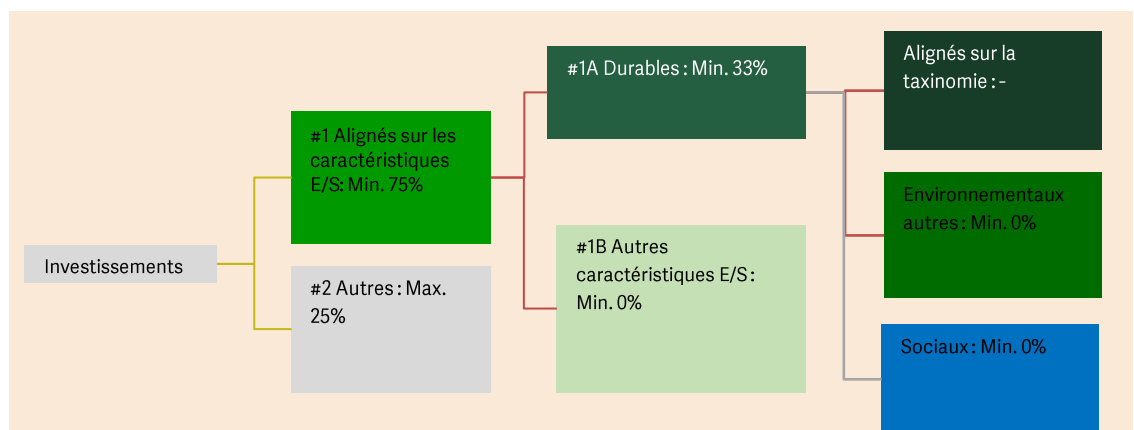 Investissements
#1 Alignés sur les
caractéristiques
E/S: Min. 75%
#2 Autres : Max.
25%
#1A Durables : Min. 33%
#1B Autres
caractéristiques E/S :
Min. 0%
Alignés sur la
taxinomie : -
Environnementaux
autres : Min. 0%
Sociaux : Min. 0%